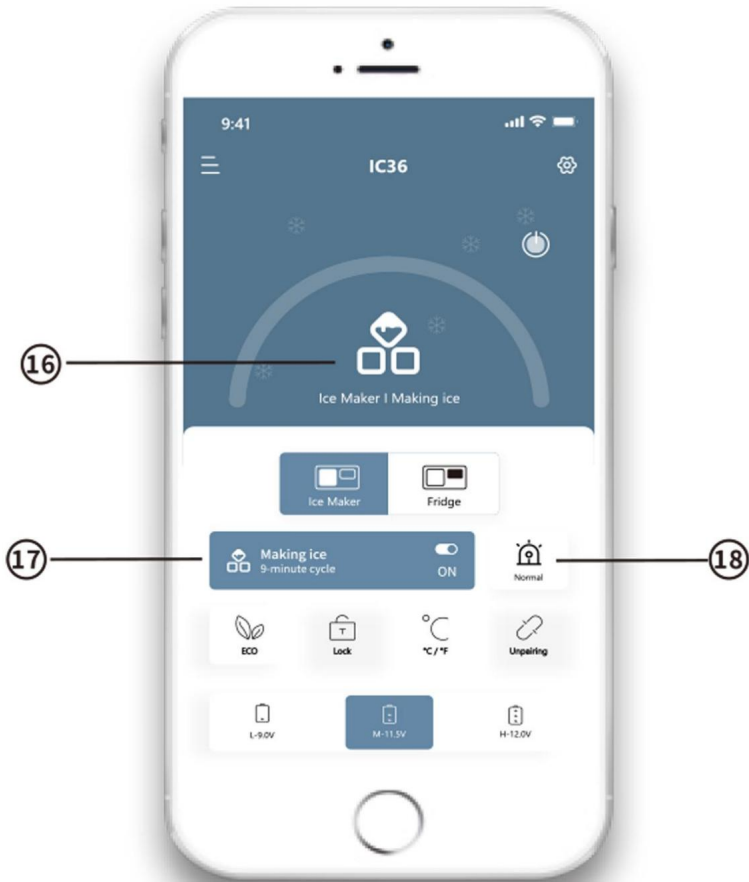 9:41
IC36
16
Ice Maker I Making ice
Ice Maker
Fridge
17
Making ice
9-minute cycle
ON
Normal
18
ECO
T
Lock
°C
°C / °F
Unpairing
L-9.0V
M-11.5V
H-12.0V